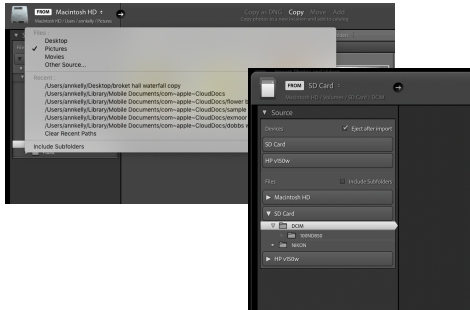 FROM Macintosh HD
Macintosh HD / Users / annkelly / Pictures
Copy as DNG Copy Move Add
Copy photos to a new location and add to catalog
Files:
Desktop
✓ Pictures
Movies
Other Source...
Recent:
/Users/annkelly/Desktop/broket hall waterfall copy
/Users/annkelly/Library/Mobile Documents/com~apple~CloudDocs
/Users/annkelly/Library/Mobile Documents/com~apple~CloudDocs/flower b
/Users/annkelly/Library/Mobile Documents/com~apple~CloudDocs/sample
/Users/annkelly/Library/Mobile Documents/com~apple~CloudDocs/exmoor
/Users/annkelly/Library/Mobile Documents/com~apple~CloudDocs/dobbs
Clear Recent Paths
Include Subfolders
FROM SD Card
Macintosh HD / Volumes / SD Card / DCIM
Source
Devices
Eject after import
SD Card
HP v150w
Files
Include Subfolders
Macintosh HD
SD Card
DCIM
100ND850
NIKON
HP v150w